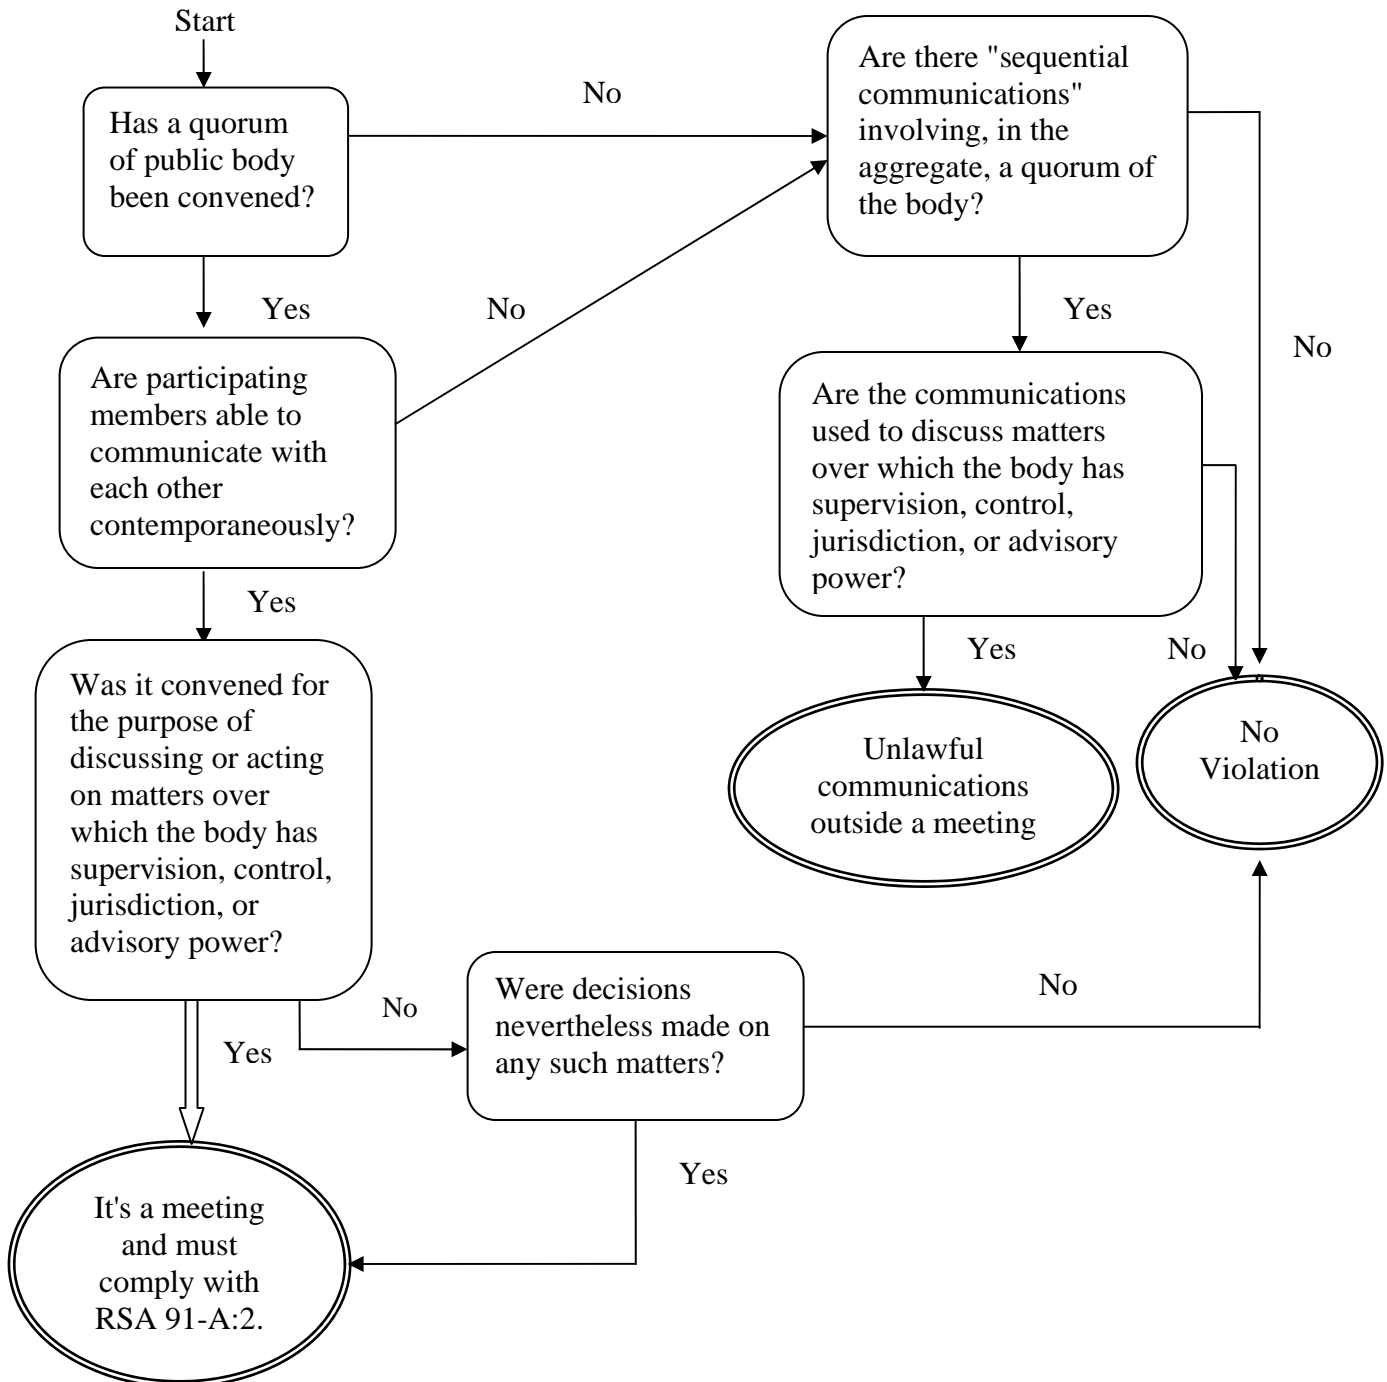 Start
Has a quorum
of public body
been convened?
No
Are there "sequential
communications"
involving, in the
aggregate, a quorum of
the body?
Yes
No
Yes
No
Are participating
members able to
communicate with
each other
contemporaneously?
Are the communications
used to discuss matters
over which the body has
supervision, control,
jurisdiction, or advisory
power?
Yes
Yes
No
Was it convened for
the purpose of
discussing or acting
on matters over
which the body has
supervision, control,
jurisdiction, or
advisory power?
Unlawful
communications
outside a meeting
No
Violation
No
Yes
Were decisions
nevertheless made on
any such matters?
No
Yes
It's a meeting
and must
comply with
RSA 91-A:2.